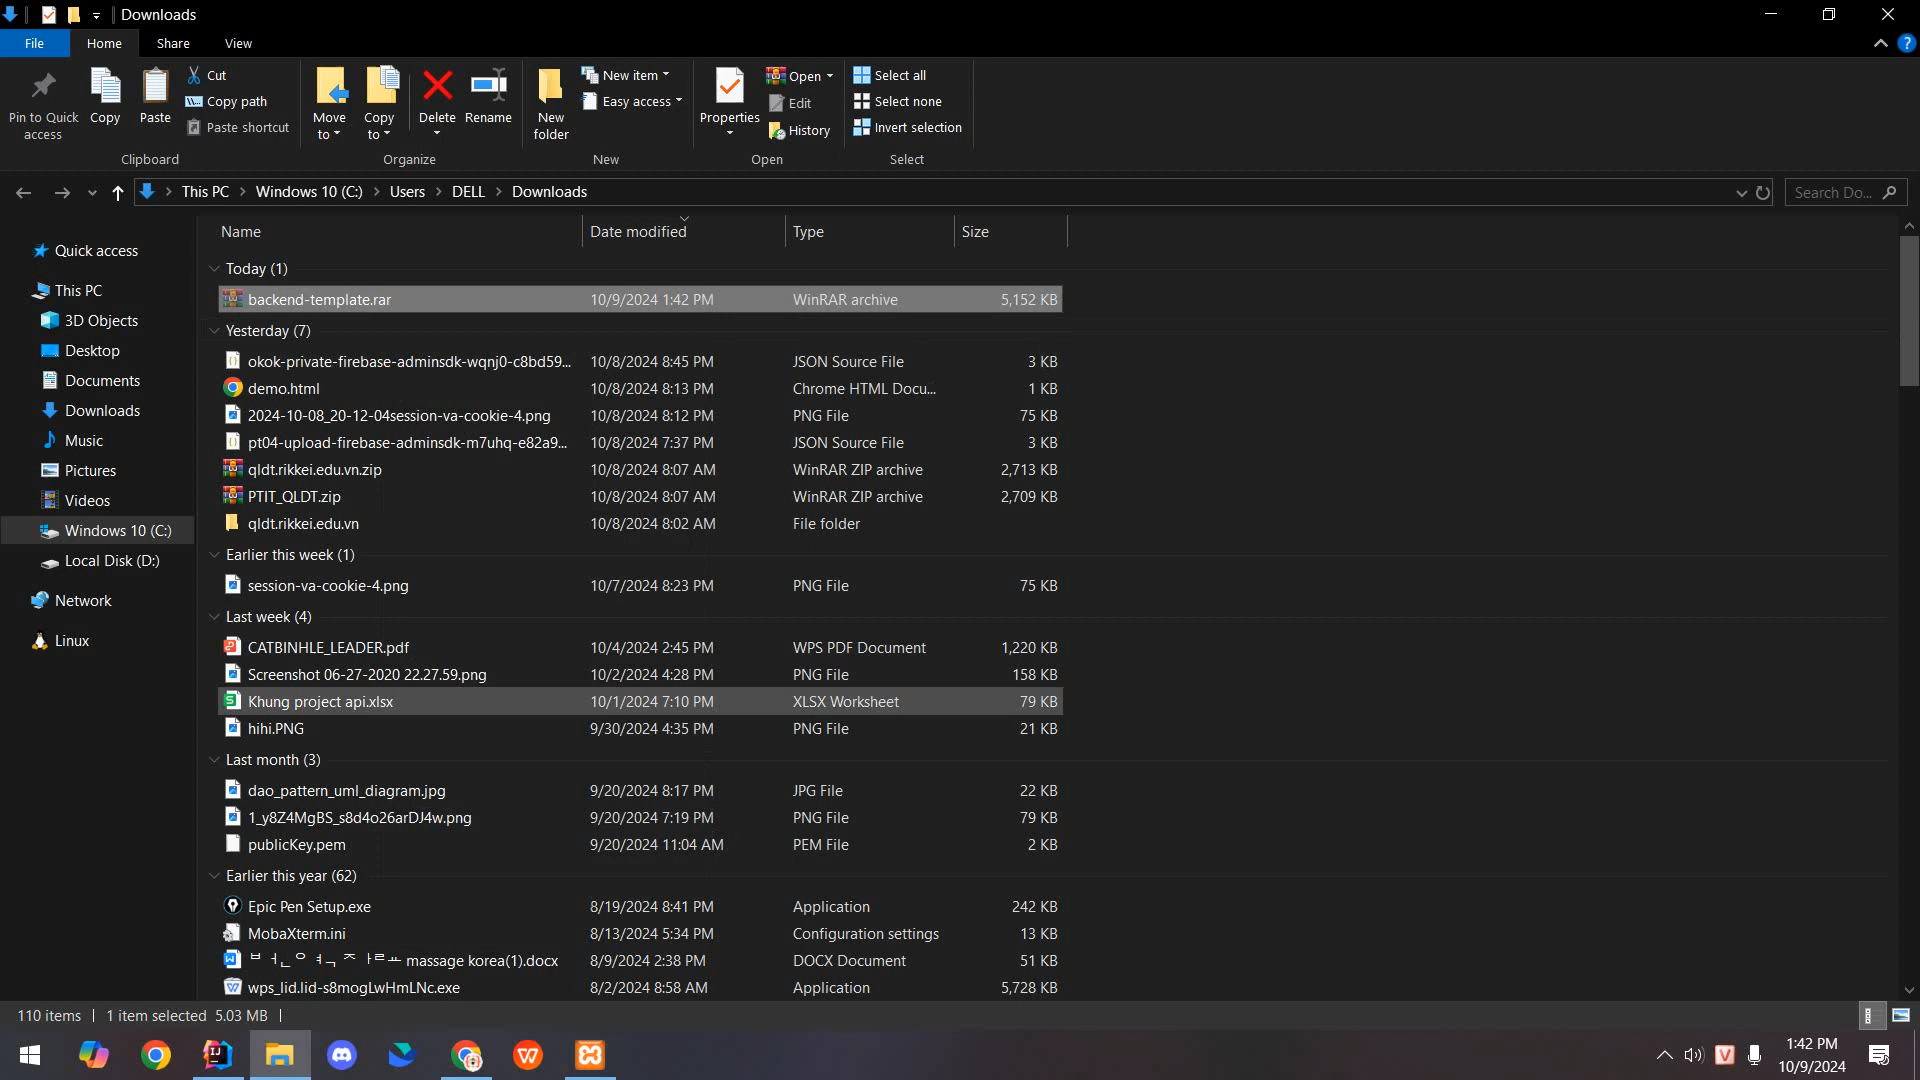 Downloads
File Home Share View
Pin to Quick access
Copy
Paste
Cut
Copy path
Paste shortcut
Clipboard
Move to
Copy to
Delete
Rename
Organize
New folder
New item
Easy access
New
Properties
Open
Edit
History
Open
Select all
Select none
Invert selection
Select
This PC > Windows 10 (C:) > Users > DELL > Downloads
Search Do...
Quick access
This PC
3D Objects
Desktop
Documents
Downloads
Music
Pictures
Videos
Windows 10 (C:)
Local Disk (D:)
Network
Linux
Name Date modified Type Size
Today (1)
backend-template.rar 10/9/2024 1:42 PM WinRAR archive 5,152 KB
Yesterday (7)
okok-private-firebase-adminsdk-wqnj0-c8bd59... 10/8/2024 8:45 PM JSON Source File 3 KB
demo.html 10/8/2024 8:13 PM Chrome HTML Docu... 1 KB
2024-10-08_20-12-04session-va-cookie-4.png 10/8/2024 8:12 PM PNG File 75 KB
pt04-upload-firebase-adminsdk-m7uhq-e82a9... 10/8/2024 7:37 PM JSON Source File 3 KB
qldt.rikkei.edu.vn.zip 10/8/2024 8:07 AM WinRAR ZIP archive 2,713 KB
PTIT_QLDT.zip 10/8/2024 8:07 AM WinRAR ZIP archive 2,709 KB
qldt.rikkei.edu.vn 10/8/2024 8:02 AM File folder
Earlier this week (1)
session-va-cookie-4.png 10/7/2024 8:23 PM PNG File 75 KB
Last week (4)
CATBINHLE_LEADER.pdf 10/4/2024 2:45 PM WPS PDF Document 1,220 KB
Screenshot 06-27-2020 22.27.59.png 10/2/2024 4:28 PM PNG File 158 KB
Khung project api.xlsx 10/1/2024 7:10 PM XLSX Worksheet 79 KB
hihi.PNG 9/30/2024 4:35 PM PNG File 21 KB
Last month (3)
dao_pattern_uml_diagram.jpg 9/20/2024 8:17 PM JPG File 22 KB
1_y8Z4MgBS_s8d4o26arDJ4w.png 9/20/2024 7:19 PM PNG File 79 KB
publicKey.pem 9/20/2024 11:04 AM PEM File 2 KB
Earlier this year (62)
Epic Pen Setup.exe 8/19/2024 8:41 PM Application 242 KB
MobaXterm.ini 8/13/2024 5:34 PM Configuration settings 13 KB
massage korea(1).docx 8/9/2024 2:38 PM DOCX Document 51 KB
wps_lid.lid-s8mogLwHmLNc.exe 8/2/2024 8:58 AM Application 5,728 KB
110 items 1 item selected 5.03 MB
1:42 PM
10/9/2024